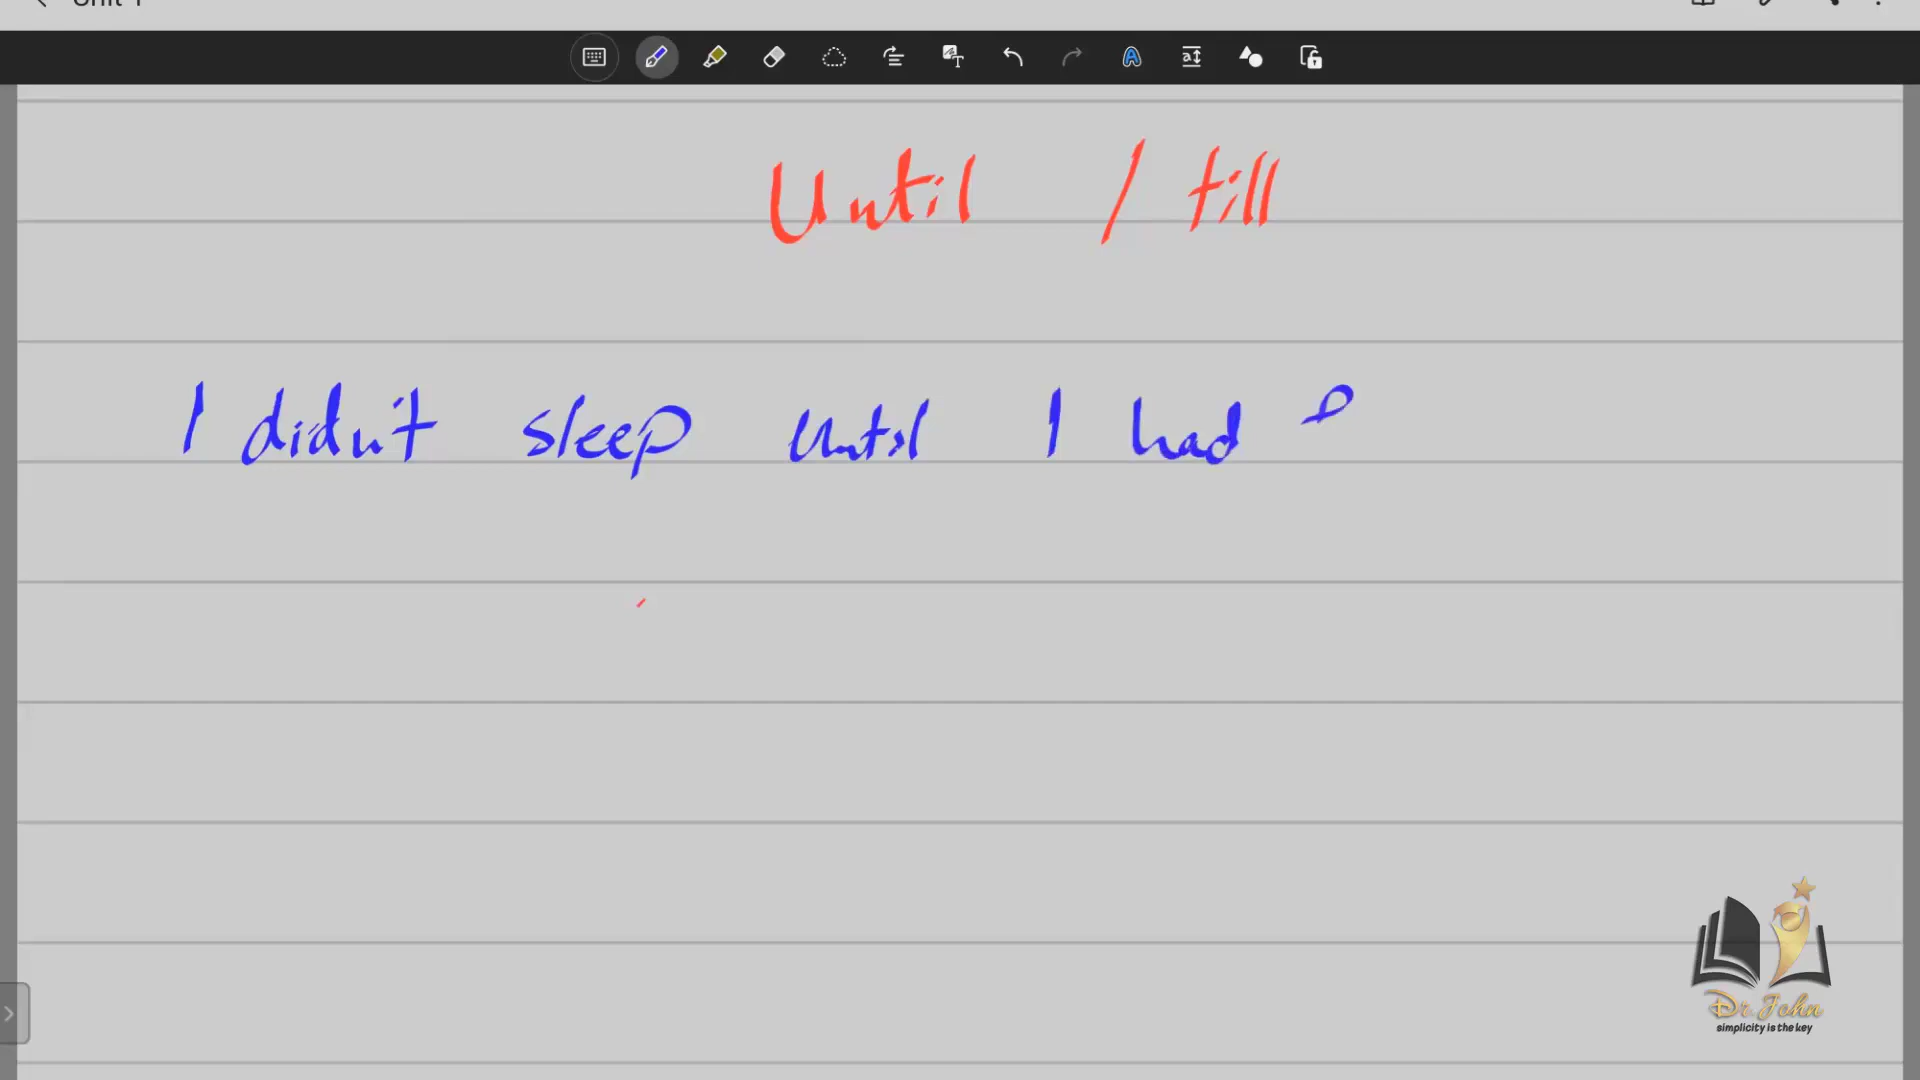 Until / till
I didn't sleep until I had
Dr. John
simplicity is the key